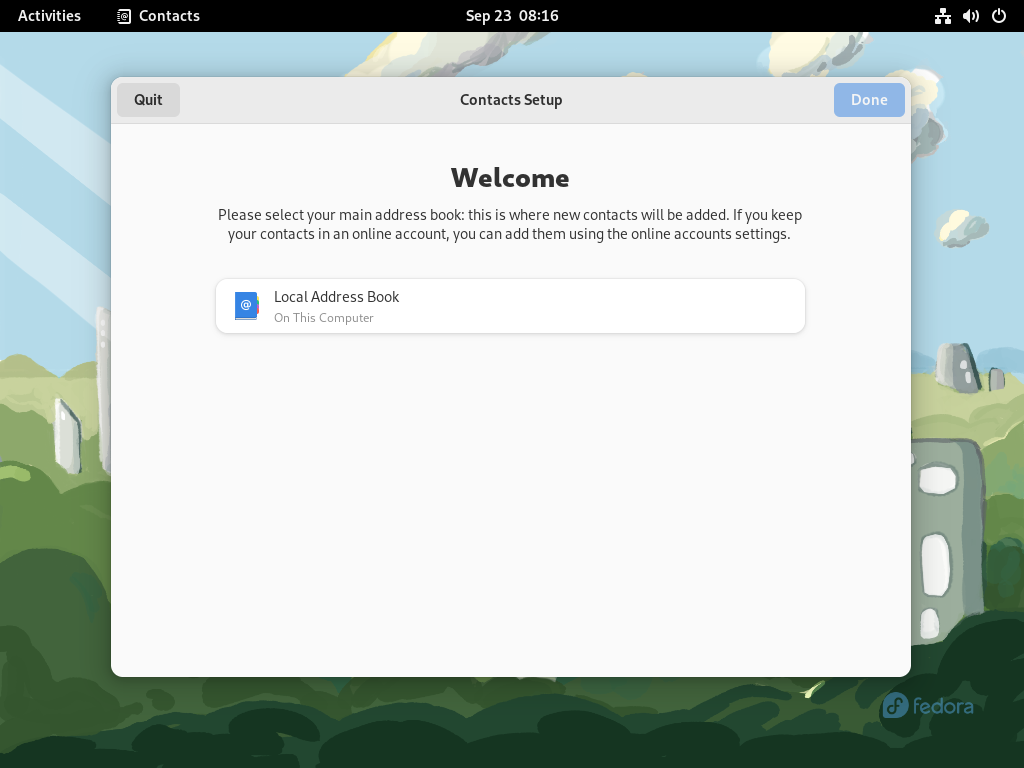 Activities
Contacts
Sep 23 08:16
Quit
Contacts Setup
Done
Welcome
Please select your main address book: this is where new contacts will be added. If you keep
your contacts in an online account, you can add them using the online accounts settings.
@
Local Address Book
On This Computer
fedora